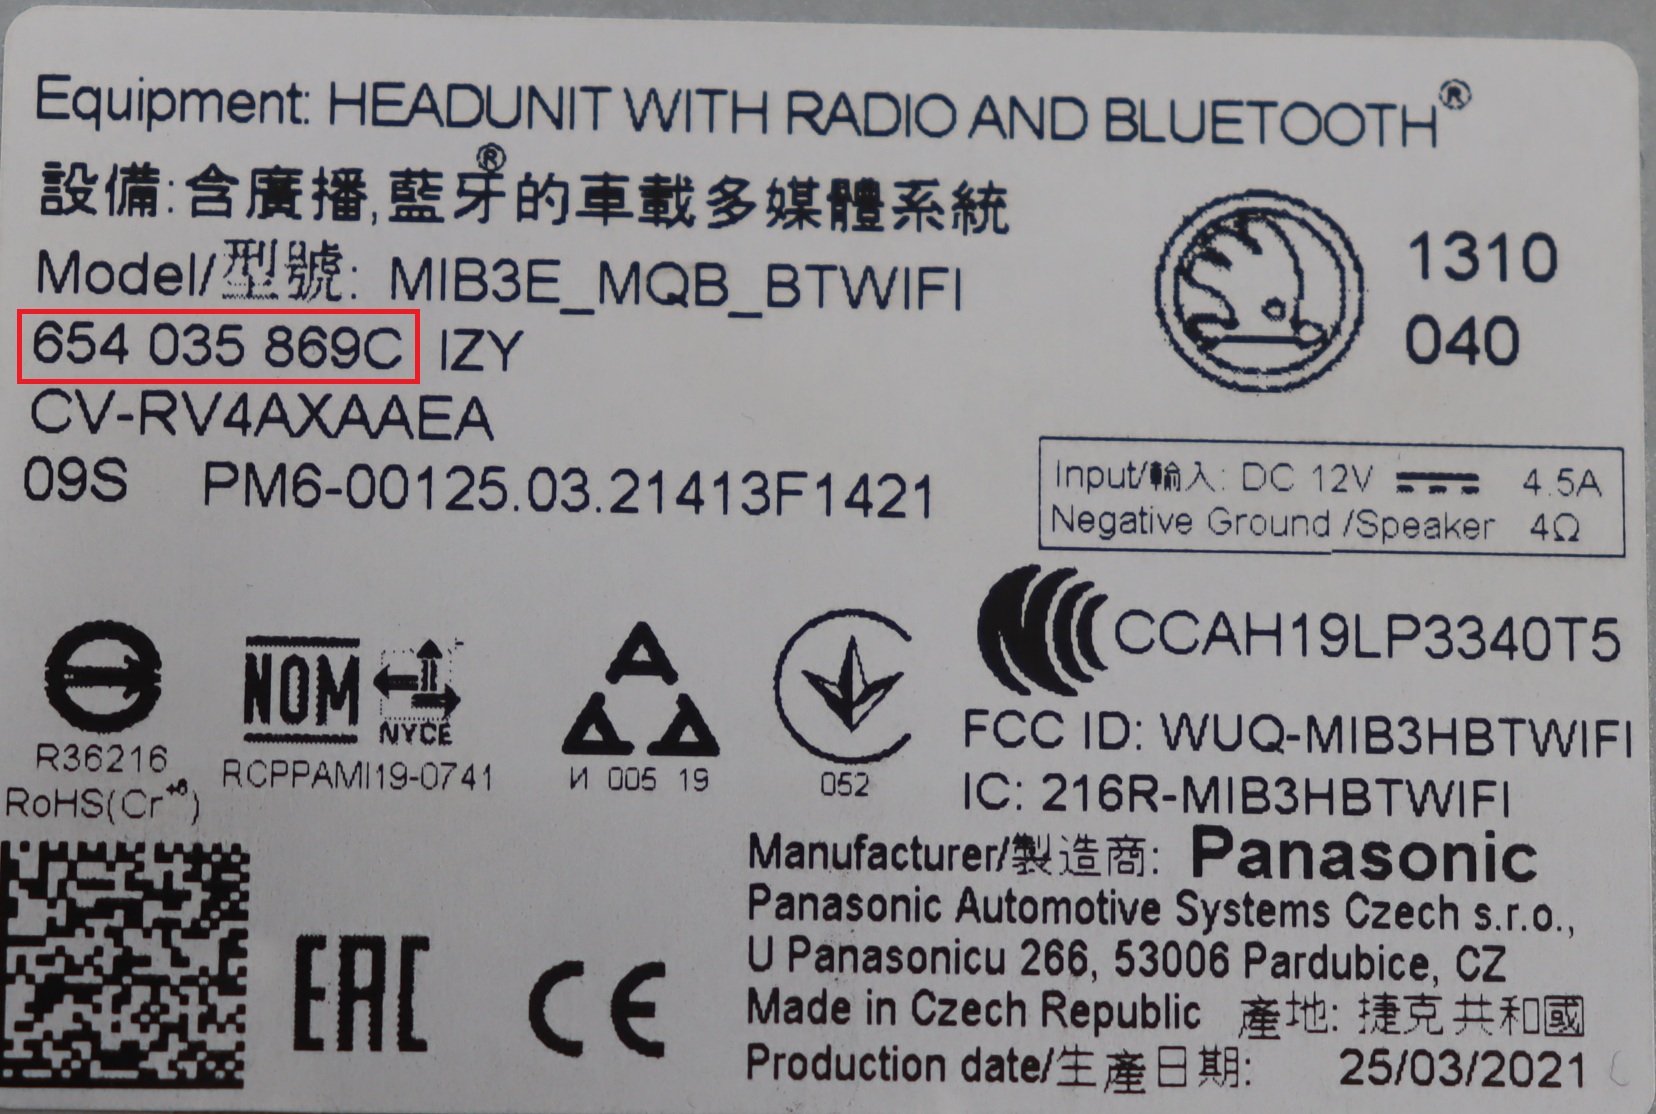 Equipment: HEADUNIT WITH RADIO AND BLUETOOTH®
設備:含廣播,藍牙®的車載多媒體系統
Model/型號: MIB3E_MQB_BTWIFI
654 035 869C IZY
CV-RV4AXAAEA
09S PM6-00125.03.21413F1421
1310
040
Input/輸入: DC 12V 4.5A
Negative Ground /Speaker 4Ω
CCAH19LP3340T5
FCC ID: WUQ-MIB3HBTWIFI
IC: 216R-MIB3HBTWIFI
R36216
RoHS(Cr⁺⁶)
NOM
NYCE
RCPPAMI19-0741
И 005 19
052
EAC
CE
Manufacturer/製造商: Panasonic
Panasonic Automotive Systems Czech s.r.o.,
U Panasonicu 266, 53006 Pardubice, CZ
Made in Czech Republic 產地: 捷克共和國
Production date/生產日期: 25/03/2021